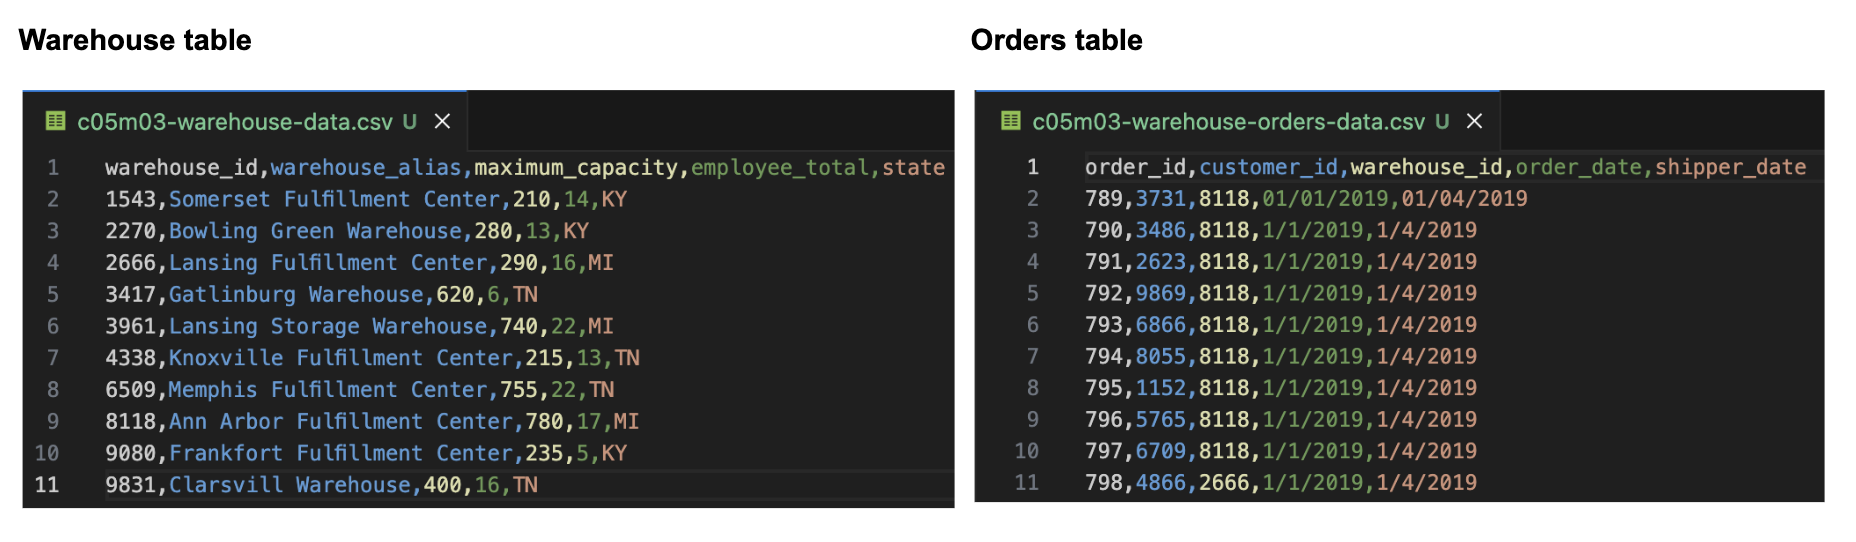 Warehouse table
c05m03-warehouse-data.csv U
1 warehouse_id,warehouse_alias,maximum_capacity,employee_total,state
2 1543,Somerset Fulfillment Center,210,14,KY
3 2270,Bowling Green Warehouse,280,13,KY
4 2666,Lansing Fulfillment Center,290,16,MI
5 3417,Gatlinburg Warehouse,620,6,TN
6 3961,Lansing Storage Warehouse,740,22,MI
7 4338,Knoxville Fulfillment Center,215,13,TN
8 6509,Memphis Fulfillment Center,755,22,TN
9 8118,Ann Arbor Fulfillment Center,780,17,MI
10 9080,Frankfort Fulfillment Center,235,5,KY
11 9831,Clarsvill Warehouse,400,16,TN
Orders table
c05m03-warehouse-orders-data.csv U
1 order_id,customer_id,warehouse_id,order_date,shipper_date
2 789,3731,8118,01/01/2019,01/04/2019
3 790,3486,8118,1/1/2019,1/4/2019
4 791,2623,8118,1/1/2019,1/4/2019
5 792,9869,8118,1/1/2019,1/4/2019
6 793,6866,8118,1/1/2019,1/4/2019
7 794,8055,8118,1/1/2019,1/4/2019
8 795,1152,8118,1/1/2019,1/4/2019
9 796,5765,8118,1/1/2019,1/4/2019
10 797,6709,8118,1/1/2019,1/4/2019
11 798,4866,2666,1/1/2019,1/4/2019